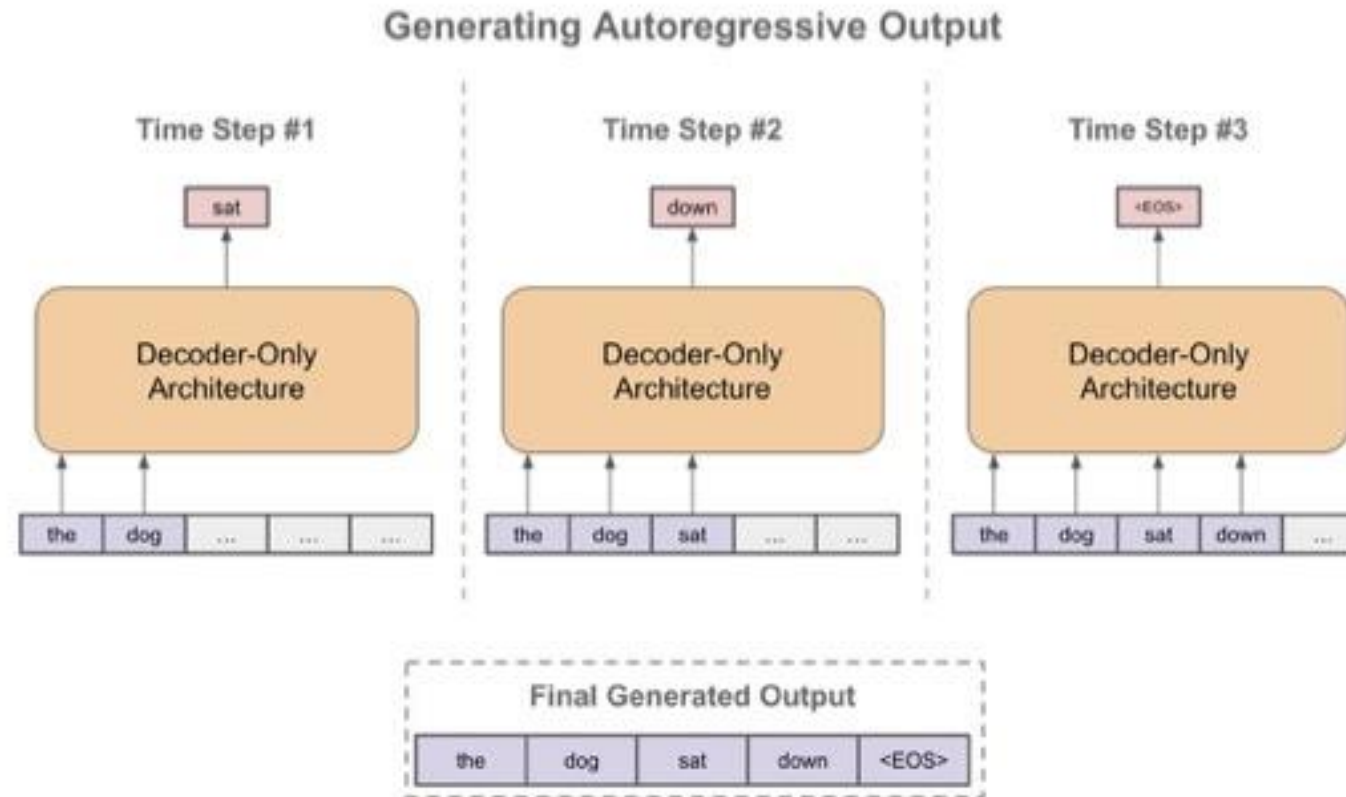 Generating Autoregressive Output
Time Step #1
sat
Decoder-Only
Architecture
the dog ... ... ...
Time Step #2
down
Decoder-Only
Architecture
the dog sat ... ...
Time Step #3
<EOS>
Decoder-Only
Architecture
the dog sat down ...
Final Generated Output
the dog sat down <EOS>